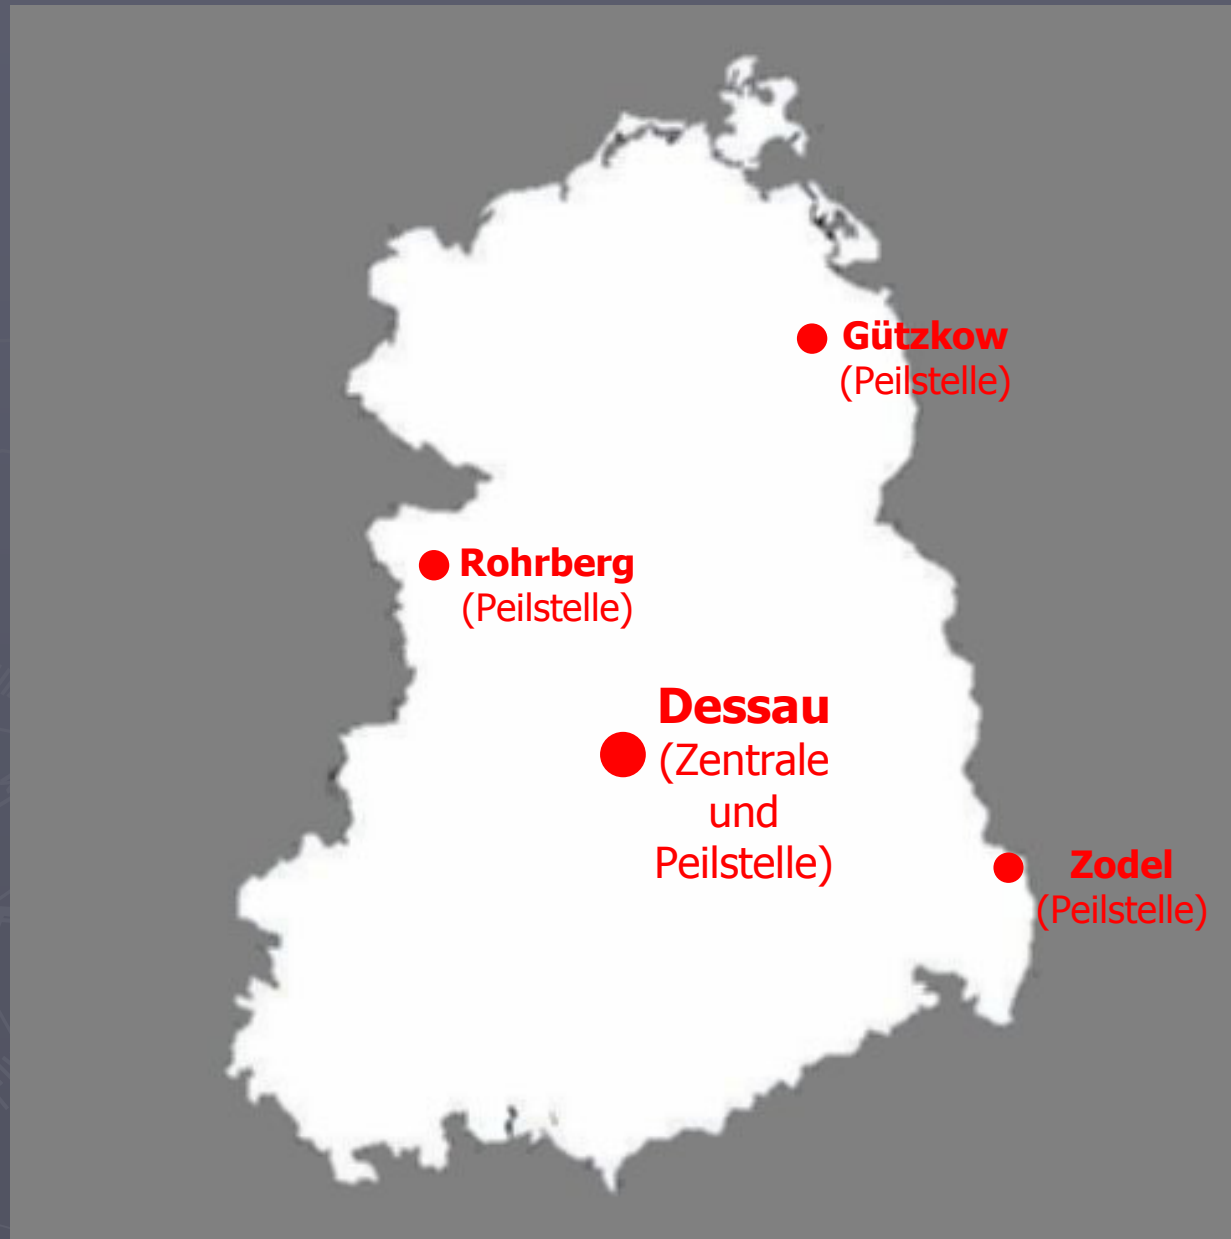 Gützkow
(Peilstelle)
Rohrberg
(Peilstelle)
Dessau
(Zentrale
und
Peilstelle)
Zodel
(Peilstelle)